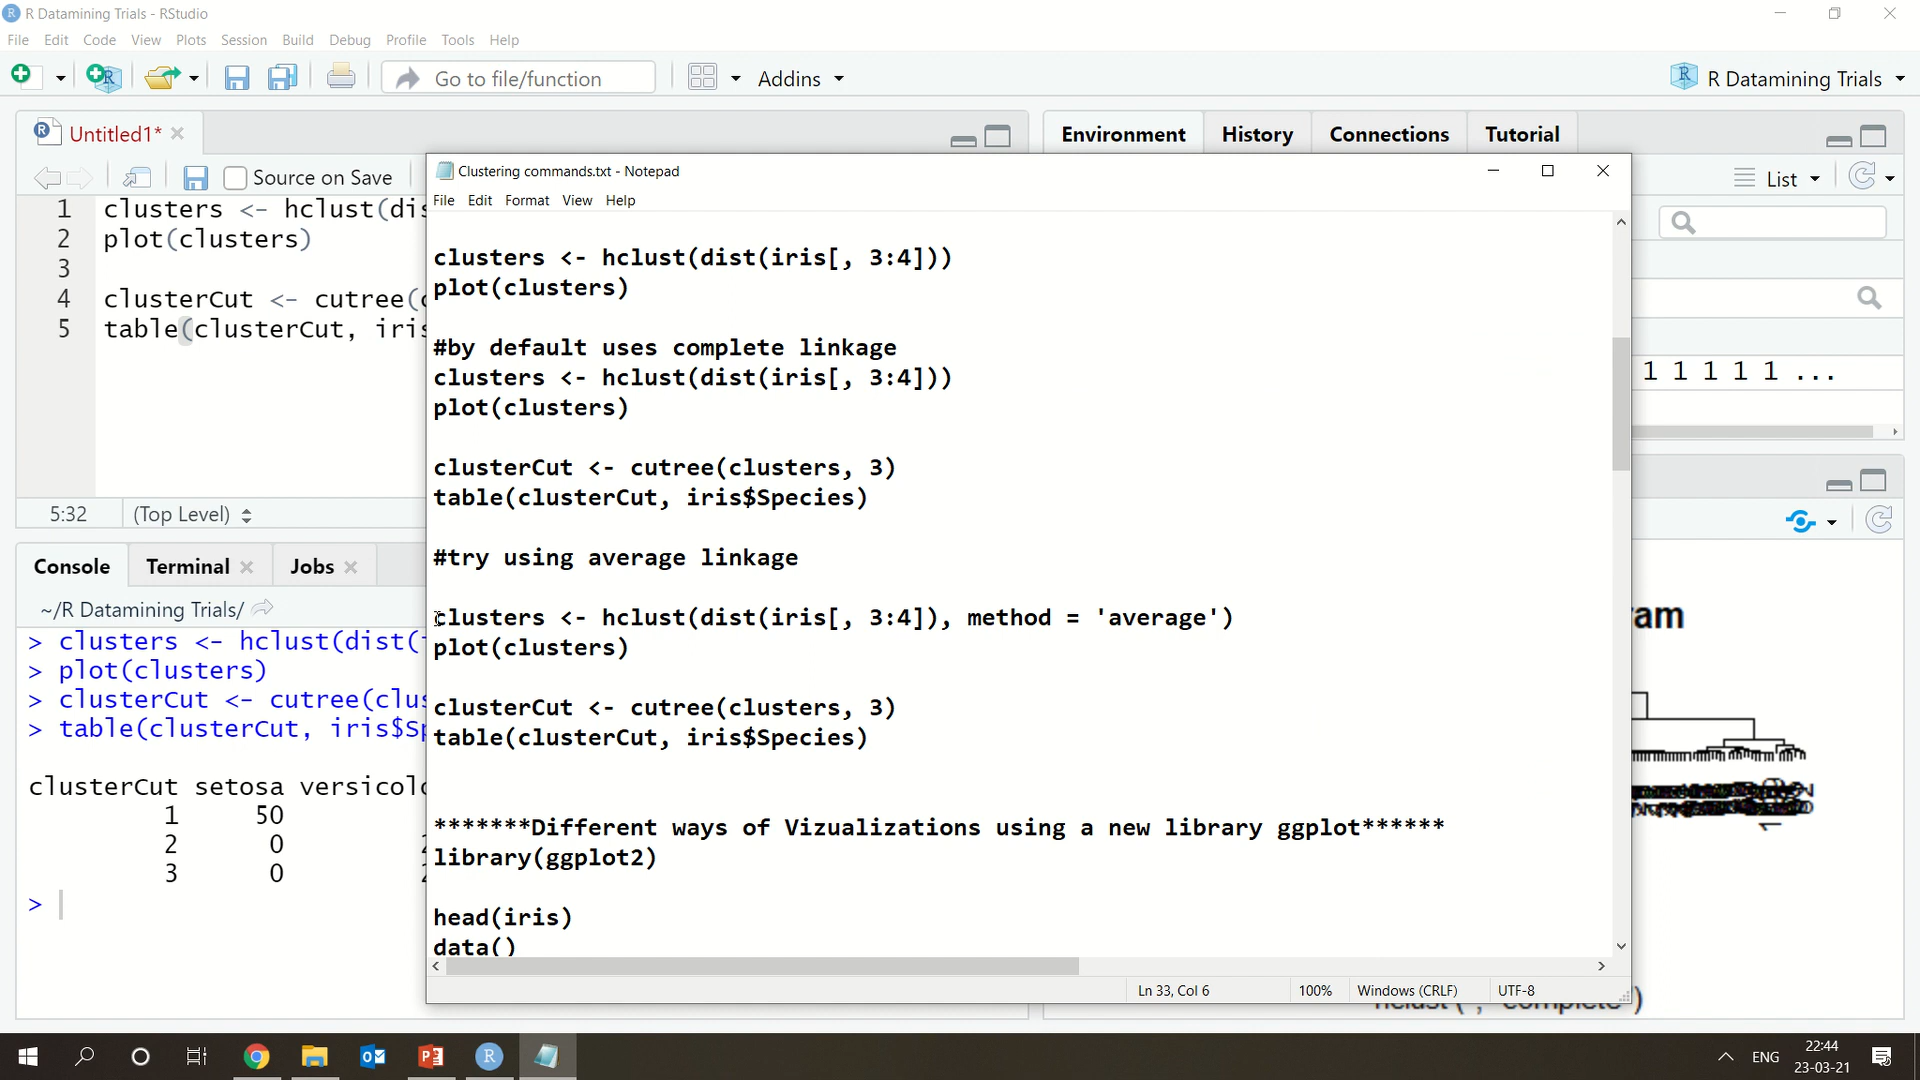 R Datamining Trials - RStudio
File Edit Code View Plots Session Build Debug Profile Tools Help
Go to file/function
Addins
R Datamining Trials
Untitled1*
Source on Save
1 clusters <- hclust(dis
2 plot(clusters)
3
4 clusterCut <- cutree(c
5 table(clusterCut, iris
5:32 (Top Level)
Console Terminal Jobs
~/R Datamining Trials/
> clusters <- hclust(dist(
> plot(clusters)
> clusterCut <- cutree(clus
> table(clusterCut, iris$Sp
clusterCut setosa versicolo
1 50
2 0
3 0
>
Environment History Connections Tutorial
List
1 1 1 1 1 ...
ram
Clustering commands.txt - Notepad
File Edit Format View Help
clusters <- hclust(dist(iris[, 3:4]))
plot(clusters)
#by default uses complete linkage
clusters <- hclust(dist(iris[, 3:4]))
plot(clusters)
clusterCut <- cutree(clusters, 3)
table(clusterCut, iris$Species)
#try using average linkage
clusters <- hclust(dist(iris[, 3:4]), method = 'average')
plot(clusters)
clusterCut <- cutree(clusters, 3)
table(clusterCut, iris$Species)
*******Different ways of Vizualizations using a new library ggplot******
library(ggplot2)
head(iris)
data()
Ln 33, Col 6 100% Windows (CRLF) UTF-8
ENG
22:44
23-03-21